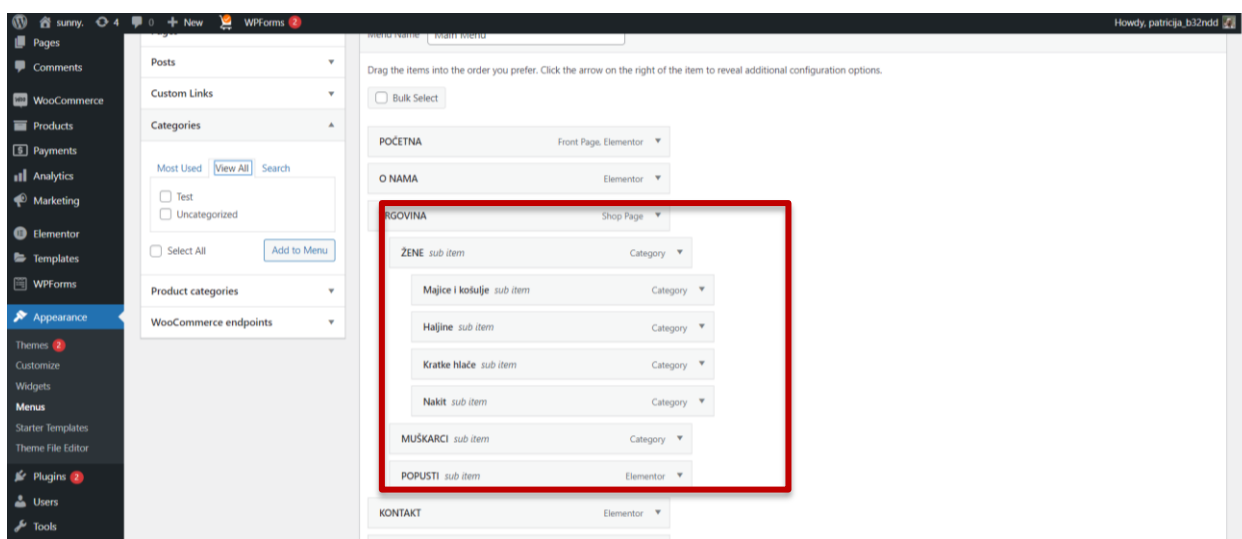 sunny. 4 0 + New WPForms 2 Howdy, patricija_b32ndd
Pages
Comments
WooCommerce
Products
Payments
Analytics
Marketing
Elementor
Templates
WPForms
Appearance
Themes 2
Customize
Widgets
Menus
Starter Templates
Theme File Editor
Plugins 2
Users
Tools
Posts
Custom Links
Categories
Most Used View All Search
Test
Uncategorized
Select All Add to Menu
Product categories
WooCommerce endpoints
Menu Name Main Menu
Drag the items into the order you prefer. Click the arrow on the right of the item to reveal additional configuration options.
Bulk Select
POČETNA Front Page, Elementor
O NAMA Elementor
RGOVINA Shop Page
ŽENE sub item Category
Majice i košulje sub item Category
Haljine sub item Category
Kratke hlače sub item Category
Nakit sub item Category
MUŠKARCI sub item Category
POPUSTI sub item Elementor
KONTAKT Elementor